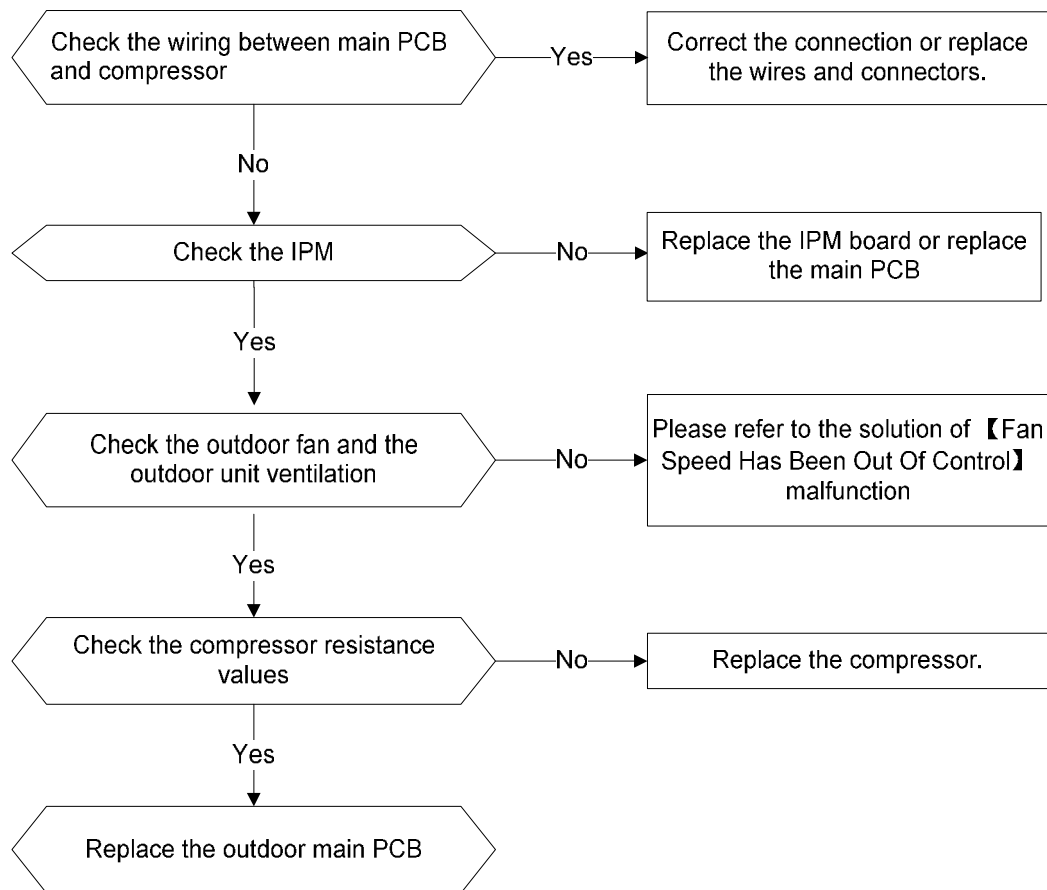 Check the wiring between main PCB
and compressor
Yes
Correct the connection or replace
the wires and connectors.
No
Check the IPM
No
Replace the IPM board or replace
the main PCB
Yes
Check the outdoor fan and the
outdoor unit ventilation
No
Please refer to the solution of 【Fan
Speed Has Been Out Of Control】
malfunction
Yes
Check the compressor resistance
values
No
Replace the compressor.
Yes
Replace the outdoor main PCB